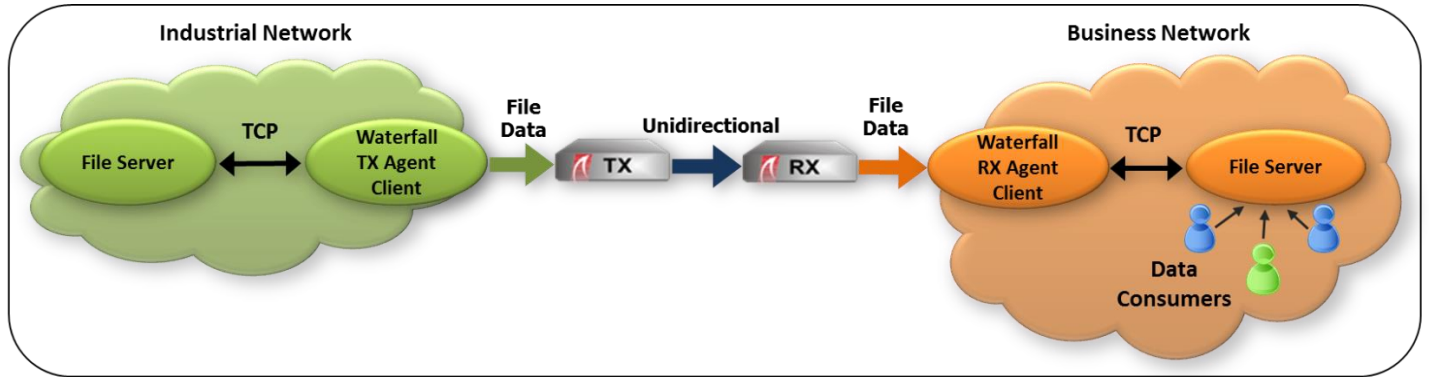 Industrial Network
Business Network
File Server
TCP
Waterfall
TX Agent
Client
File
Data
TX
Unidirectional
RX
File
Data
Waterfall
RX Agent
Client
TCP
File Server
Data
Consumers